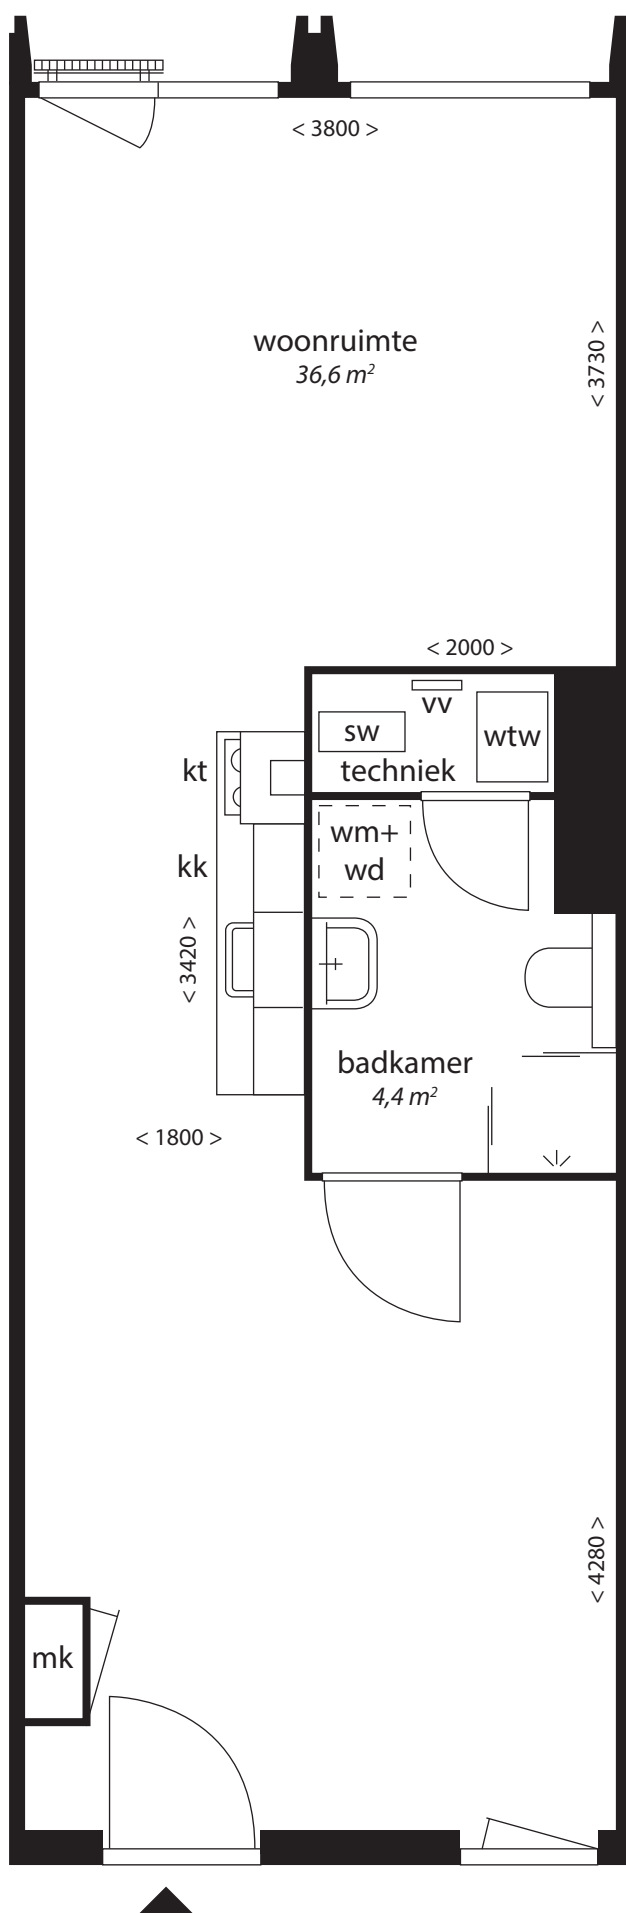 < 3800 >
woonruimte
36,6 m²
< 3730 >
< 2000 >
vv
sw
wtw
kt
techniek
wm+
wd
kk
< 3420 >
badkamer
4,4 m²
< 1800 >
< 4280 >
mk